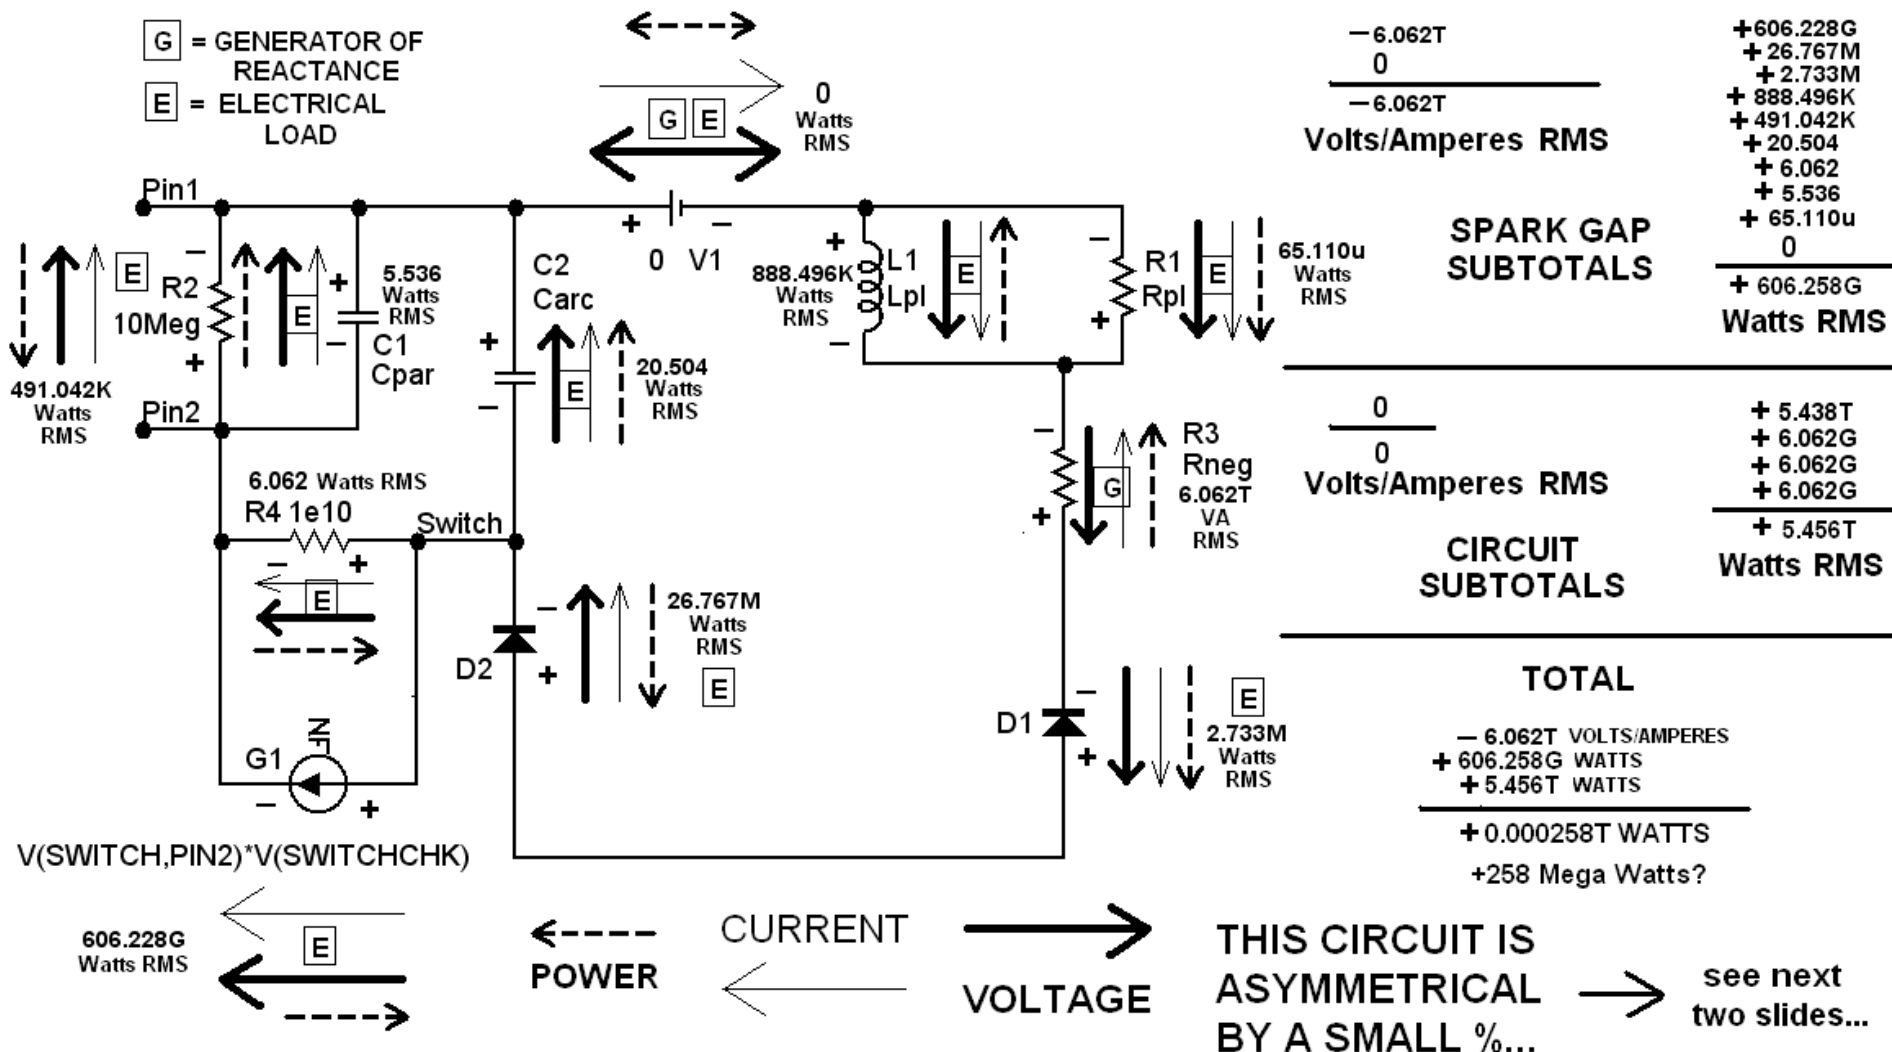 G = GENERATOR OF
REACTANCE
E = ELECTRICAL
LOAD
G E
0
Watts
RMS
Pin1
+ 0 V1 −
E
R2
10Meg
−
+
491.042K
Watts
RMS
Pin2
E
+
−
5.536
Watts
RMS
C1
Cpar
C2
Carc
+
−
E
20.504
Watts
RMS
888.496K
Watts
RMS
+
−
L1
Lpl
E
−
+
R1
Rpl
E
65.110u
Watts
RMS
−
+
G
R3
Rneg
6.062T
VA
RMS
6.062 Watts RMS
R4 1e10
Switch
− +
E
−
D2
+
26.767M
Watts
RMS
E
−
D1
+
E
2.733M
Watts
RMS
NF
G1
− +
V(SWITCH,PIN2)*V(SWITCHCHK)
E
606.228G
Watts RMS
POWER
CURRENT
VOLTAGE
− 6.062T
0
− 6.062T
Volts/Amperes RMS
+606.228G
+ 26.767M
+ 2.733M
+ 888.496K
+ 491.042K
+ 20.504
+ 6.062
+ 5.536
+ 65.110u
0
+ 606.258G
Watts RMS
SPARK GAP
SUBTOTALS
0
0
Volts/Amperes RMS
+ 5.438T
+ 6.062G
+ 6.062G
+ 6.062G
+ 5.456T
Watts RMS
CIRCUIT
SUBTOTALS
TOTAL
− 6.062T VOLTS/AMPERES
+ 606.258G WATTS
+ 5.456T WATTS
+ 0.000258T WATTS
+258 Mega Watts?
THIS CIRCUIT IS
ASYMMETRICAL
BY A SMALL %...
see next
two slides...